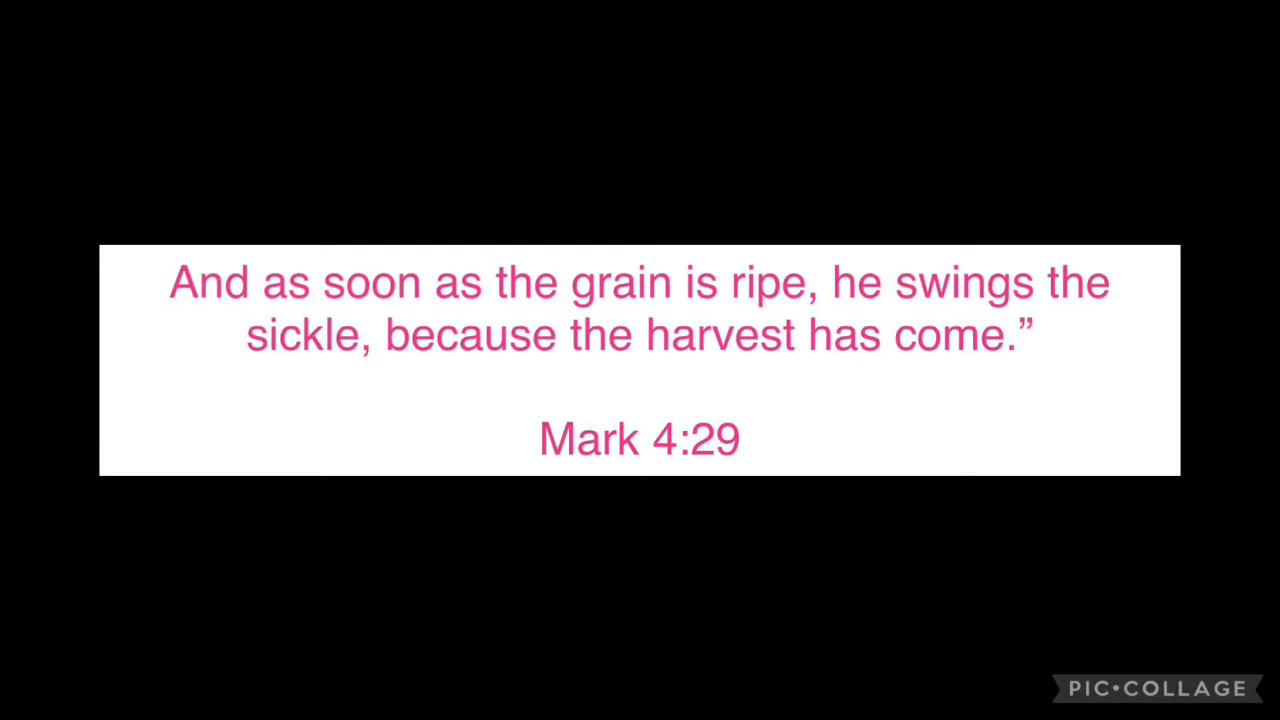 And as soon as the grain is ripe, he swings the
sickle, because the harvest has come.”
Mark 4:29
PIC•COLLAGE